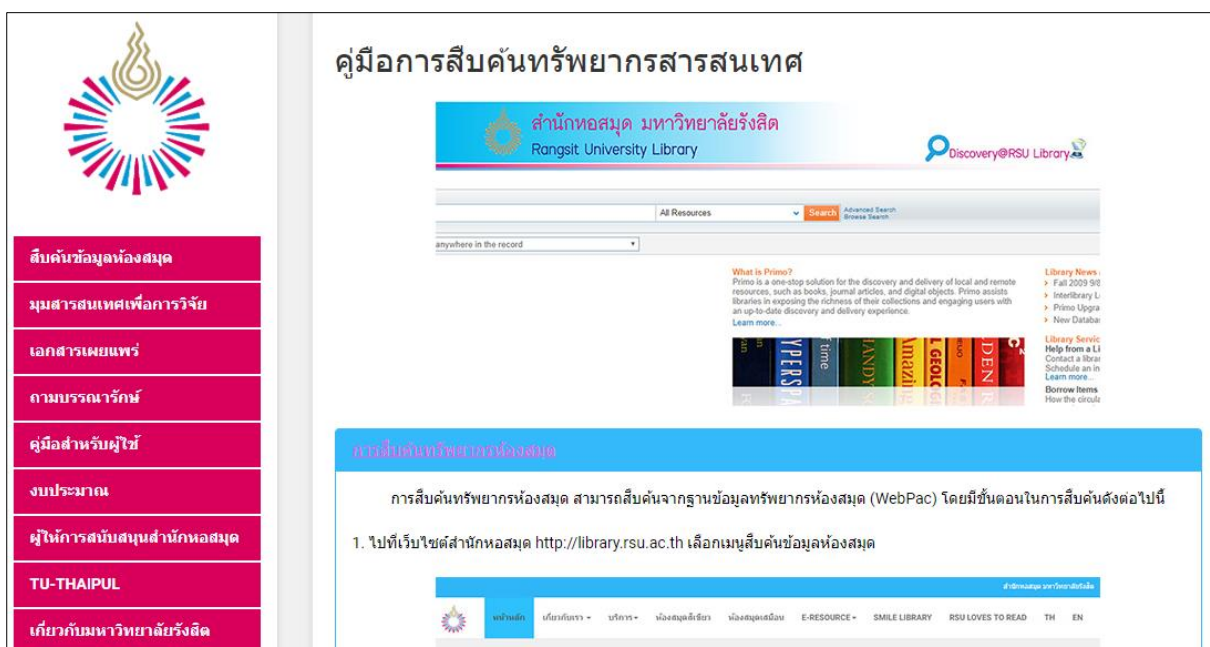 สืบค้นข้อมูลห้องสมุด
มุมสารสนเทศเพื่อการวิจัย
เอกสารเผยแพร่
ถามบรรณารักษ์
คู่มือสำหรับผู้ใช้
งบประมาณ
ผู้ให้การสนับสนุนสำนักหอสมุด
TU-THAIPUL
เกี่ยวกับมหาวิทยาลัยรังสิต
คู่มือการสืบค้นทรัพยากรสารสนเทศ
สำนักหอสมุด มหาวิทยาลัยรังสิต
Rangsit University Library
Discovery@RSU Library
All Resources
Search
Advanced Search
Browse Search
anywhere in the record
What is Primo?
Primo is a one-stop solution for the discovery and delivery of local and remote
resources, such as books, journal articles, and digital objects. Primo assists
libraries in exposing the richness of their collections and engaging users with
an up-to-date discovery and delivery experience.
Learn more..
Library News
Fall 2009 9/8
Interlibrary L
Primo Upgra
New Databa
Library Servic
Help from a Li
Contact a librar
Schedule an in
Learn more...
Borrow Items
How the circula
YPERSPA
f time
HANDY
Amazin
L GEOLOG
DEN
การสืบค้นทรัพยากรห้องสมุด
การสืบค้นทรัพยากรห้องสมุด สามารถสืบค้นจากฐานข้อมูลทรัพยากรห้องสมุด (WebPac) โดยมีขั้นตอนในการสืบค้นดังต่อไปนี้
1. ไปที่เว็บไซต์สำนักหอสมุด http://library.rsu.ac.th เลือกเมนูสืบค้นข้อมูลห้องสมุด
สำนักหอสมุด มหาวิทยาลัยรังสิต
หน้าหลัก เกี่ยวกับเรา บริการ ห้องสมุดสีเขียว ห้องสมุดเสมือน E-RESOURCE SMILE LIBRARY RSU LOVES TO READ TH EN